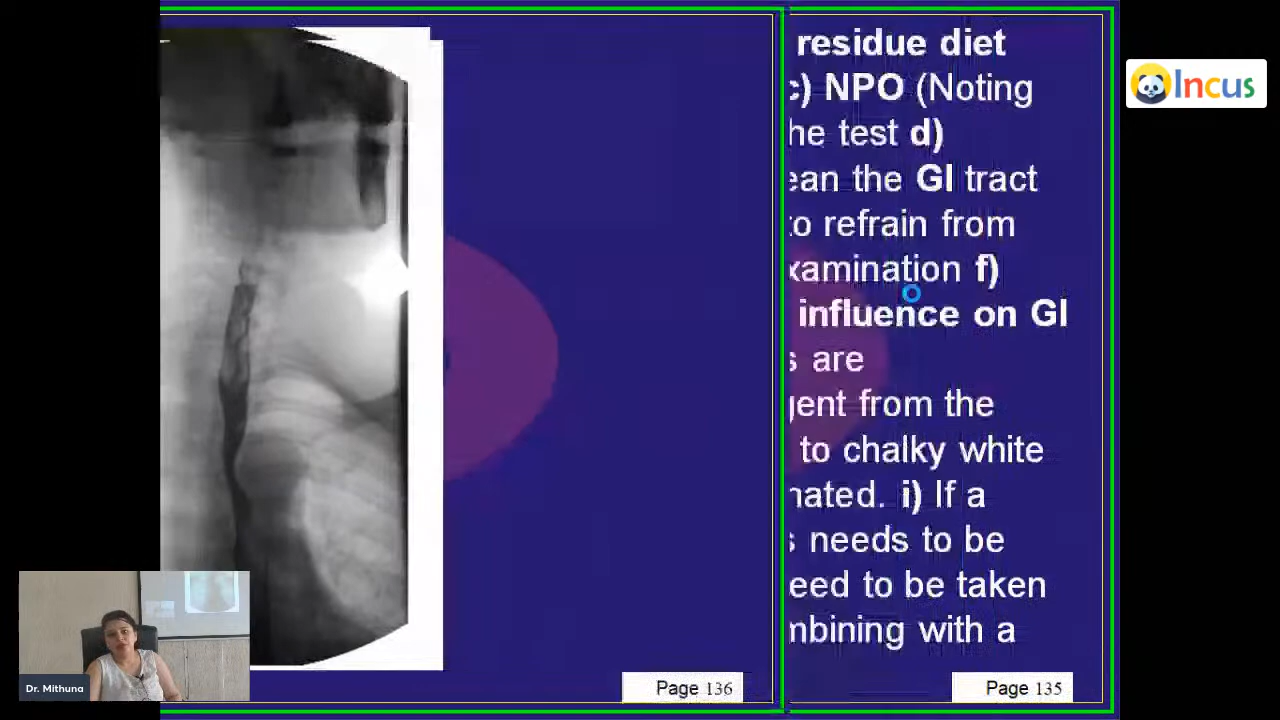 residue diet
c) NPO (Noting
he test d)
ean the GI tract
to refrain from
xamination f)
influence on GI
s are
gent from the
to chalky white
nated. i) If a
s needs to be
eed to be taken
mbining with a
Page 136
Page 135
Incus
Dr. Mithuna